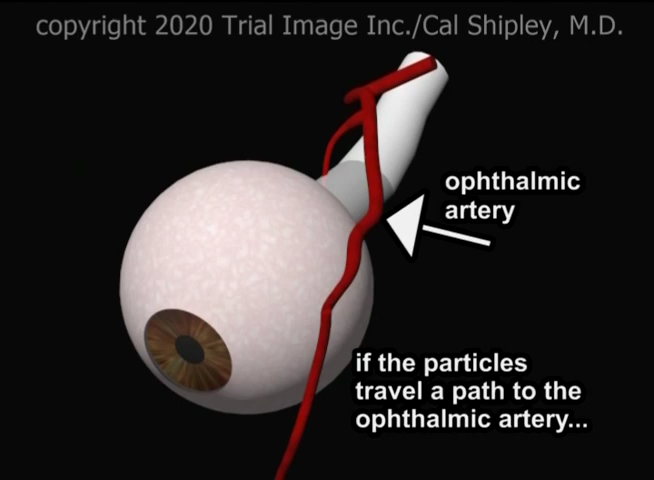 copyright 2020 Trial Image Inc./Cal Shipley, M.D.
ophthalmic
artery
if the particles
travel a path to the
ophthalmic artery...